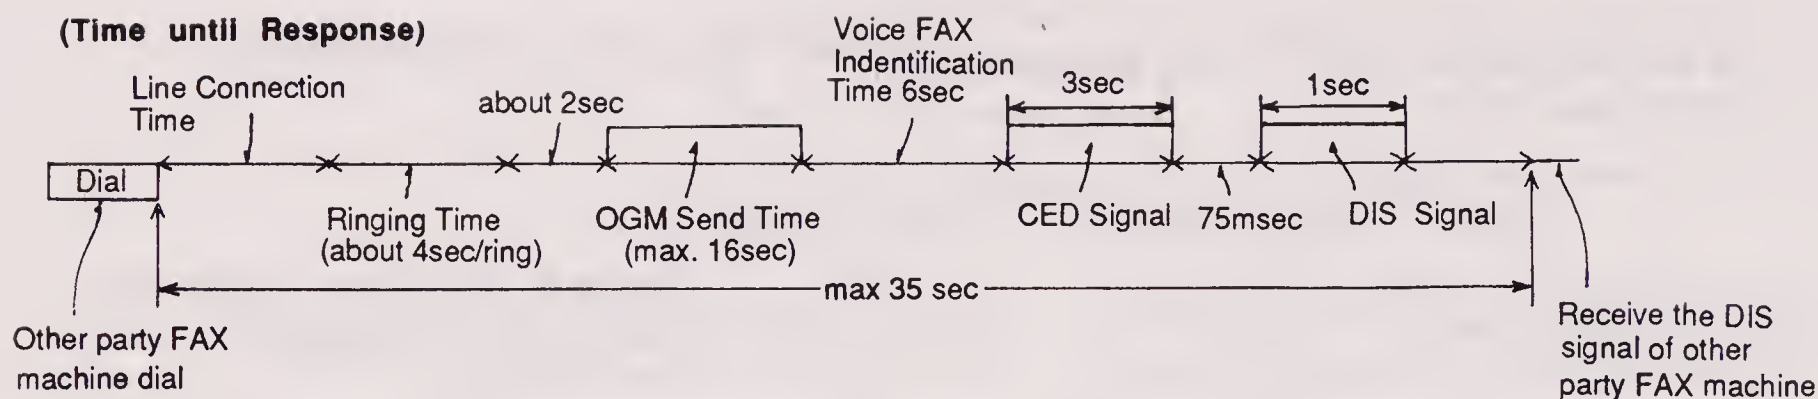 (Time until Response)
Line Connection
Time
about 2sec
Voice FAX
Indentification
Time 6sec
3sec
1sec
Dial
Ringing Time
(about 4sec/ring)
OGM Send Time
(max. 16sec)
CED Signal
75msec
DIS Signal
max 35 sec
Other party FAX
machine dial
Receive the DIS
signal of other
party FAX machine